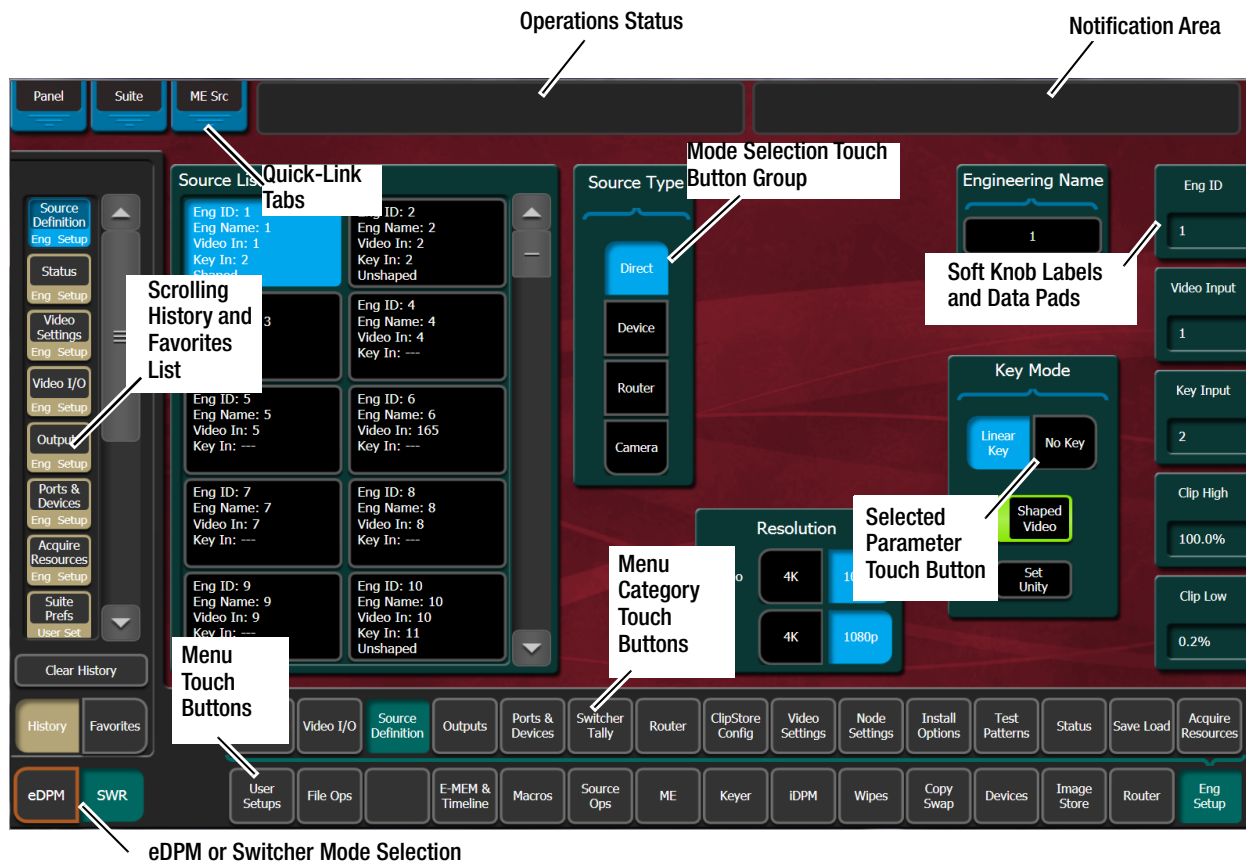 Operations Status
Notification Area
Panel
Suite
ME Src
Quick-Link
Tabs
Mode Selection Touch
Button Group
Source
Definition
Eng Setup
Status
Eng Setup
Video
Settings
Eng Setup
Video I/O
Eng Setup
Output
Eng Setup
Ports &
Devices
Eng Setup
Acquire
Resources
Eng Setup
Suite
Prefs
User Set
Scrolling
History and
Favorites
List
Clear History
History
Favorites
Source Lis
Eng ID: 1
Eng Name: 1
Video In: 1
Key In: 2
Shaped
Eng ID: 2
Eng Name: 2
Video In: 2
Key In: 2
Unshaped
3
Eng ID: 4
Eng Name: 4
Video In: 4
Key In: ---
Eng ID: 5
Eng Name: 5
Video In: 5
Key In: ---
Eng ID: 6
Eng Name: 6
Video In: 165
Key In: ---
Eng ID: 7
Eng Name: 7
Video In: 7
Key In: ---
Eng ID: 8
Eng Name: 8
Video In: 8
Key In: ---
Eng ID: 9
Eng Name: 9
Video In: 9
Key In: ---
Eng ID: 10
Eng Name: 10
Video In: 10
Key In: 11
Unshaped
Source Type
Direct
Device
Router
Camera
Engineering Name
1
Soft Knob Labels
and Data Pads
Eng ID
1
Video Input
1
Key Input
2
Clip High
100.0%
Clip Low
0.2%
Key Mode
Linear
Key
No Key
Shaped
Video
Set
Unity
Selected
Parameter
Touch Button
Resolution
o
4K
10
4K
1080p
Menu
Category
Touch
Buttons
Menu
Touch
Buttons
Video I/O
Source
Definition
Outputs
Ports &
Devices
Switcher
Tally
Router
ClipStore
Config
Video
Settings
Node
Settings
Install
Options
Test
Patterns
Status
Save Load
Acquire
Resources
eDPM
SWR
User
Setups
File Ops
E-MEM &
Timeline
Macros
Source
Ops
ME
Keyer
iDPM
Wipes
Copy
Swap
Devices
Image
Store
Router
Eng
Setup
eDPM or Switcher Mode Selection